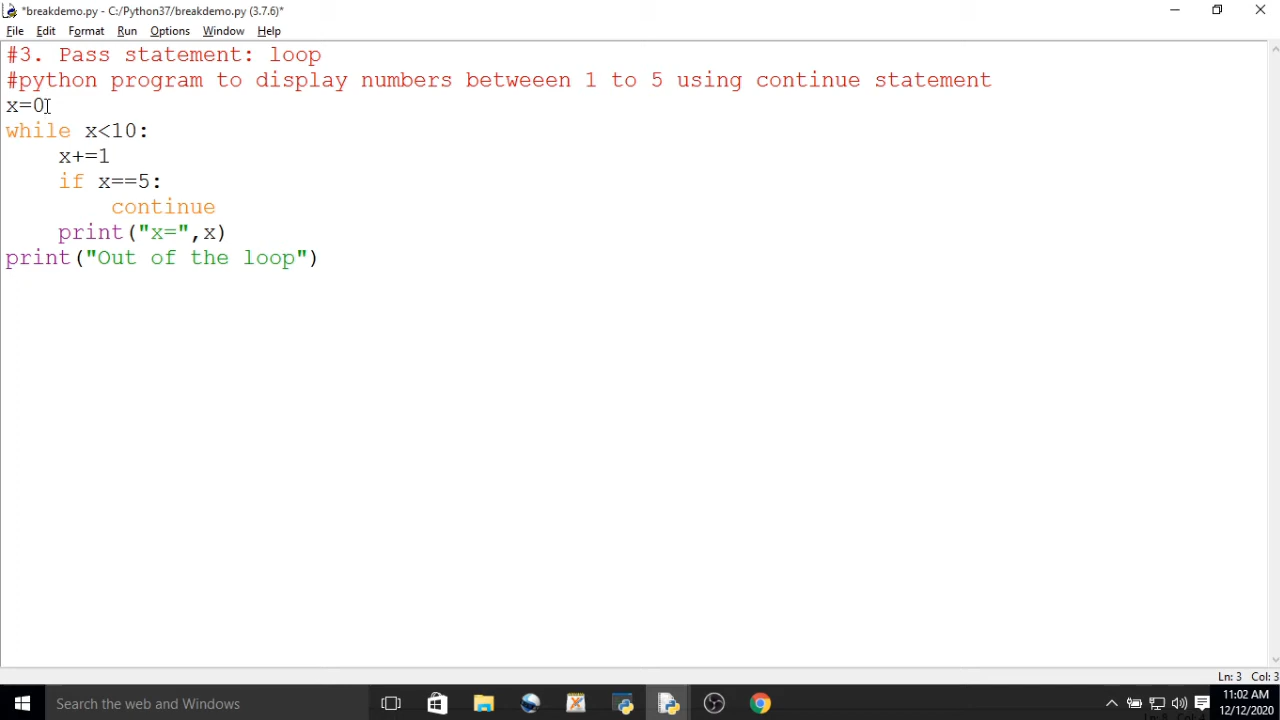 *breakdemo.py - C:/Python37/breakdemo.py (3.7.6)*
File Edit Format Run Options Window Help
#3. Pass statement: loop
#python program to display numbers betweeen 1 to 5 using continue statement
x=0
while x<10:
    x+=1
    if x==5:
        continue
    print("x=",x)
print("Out of the loop")
Ln: 3 Col: 3
Search the web and Windows
11:02 AM
12/12/2020